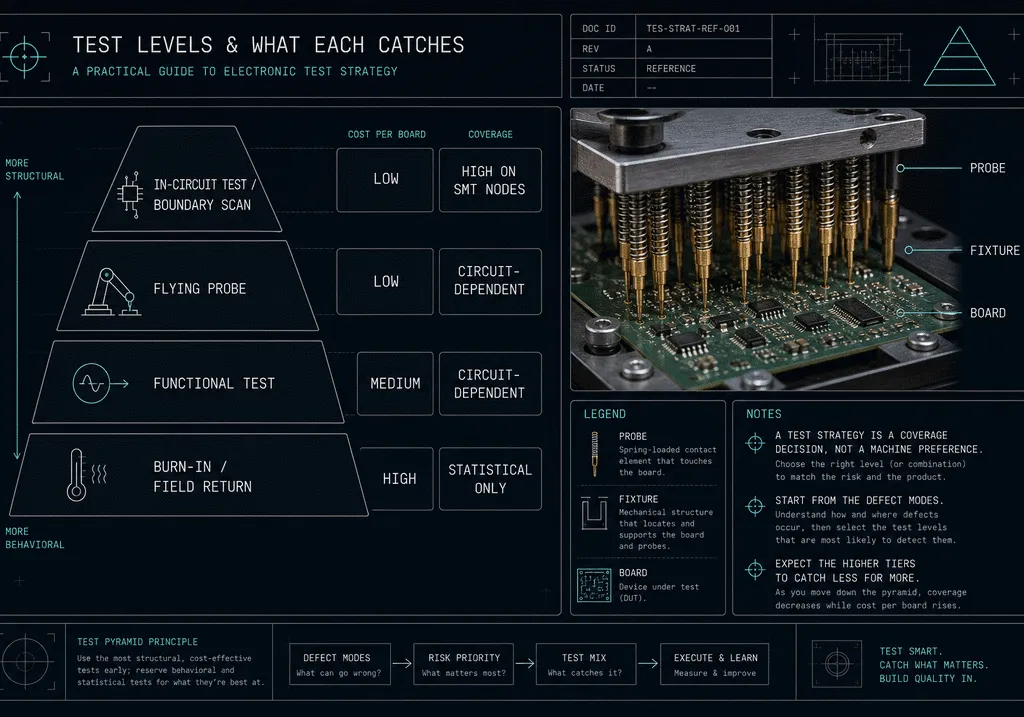 TEST LEVELS & WHAT EACH CATCHES
A PRACTICAL GUIDE TO ELECTRONIC TEST STRATEGY
DOC ID TES-STRAT-REF-001
REV A
STATUS REFERENCE
DATE --
COST PER BOARD COVERAGE
MORE
STRUCTURAL
IN-CIRCUIT TEST /
BOUNDARY SCAN
LOW
HIGH ON
SMT NODES
FLYING PROBE
LOW
CIRCUIT-
DEPENDENT
FUNCTIONAL TEST
MEDIUM
CIRCUIT-
DEPENDENT
BURN-IN /
FIELD RETURN
HIGH
STATISTICAL
ONLY
MORE
BEHAVIORAL
PROBE
FIXTURE
BOARD
LEGEND
PROBE
Spring-loaded contact
element that touches
the board.
FIXTURE
Mechanical structure
that locates and
supports the board
and probes.
BOARD
Device under test
(DUT).
NOTES
A TEST STRATEGY IS A COVERAGE
DECISION, NOT A MACHINE PREFERENCE.
Choose the right level (or combination)
to match the risk and the product.
START FROM THE DEFECT MODES.
Understand how and where defects
occur, then select the test levels
that are most likely to detect them.
EXPECT THE HIGHER TIERS
TO CATCH LESS FOR MORE.
As you move down the pyramid, coverage
decreases while cost per board rises.
TEST PYRAMID PRINCIPLE
Use the most structural, cost-effective
tests early; reserve behavioral and
statistical tests for what they're best at.
DEFECT MODES
What can go wrong?
RISK PRIORITY
What matters most?
TEST MIX
What catches it?
EXECUTE & LEARN
Measure & improve
TEST SMART.
CATCH WHAT MATTERS.
BUILD QUALITY IN.